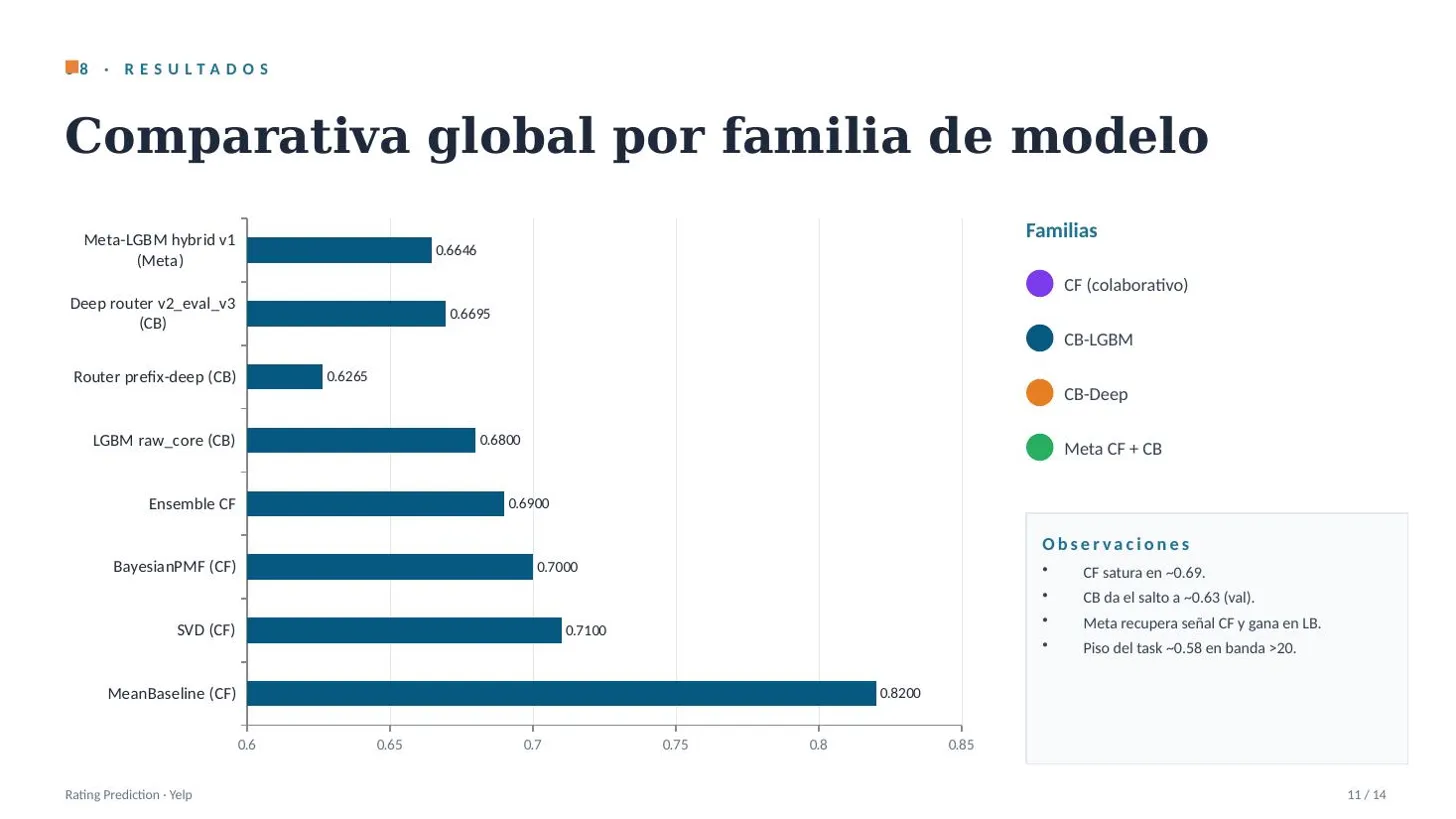 8 · RESULTADOS
Comparativa global por familia de modelo
Meta-LGBM hybrid v1
(Meta)
0.6646
Deep router v2_eval_v3
(CB)
0.6695
Router prefix-deep (CB)
0.6265
LGBM raw_core (CB)
0.6800
Ensemble CF
0.6900
BayesianPMF (CF)
0.7000
SVD (CF)
0.7100
MeanBaseline (CF)
0.8200
0.6
0.65
0.7
0.75
0.8
0.85
Familias
CF (colaborativo)
CB-LGBM
CB-Deep
Meta CF + CB
Observaciones
• CF satura en ~0.69.
• CB da el salto a ~0.63 (val).
• Meta recupera señal CF y gana en LB.
• Piso del task ~0.58 en banda >20.
Rating Prediction · Yelp
11 / 14